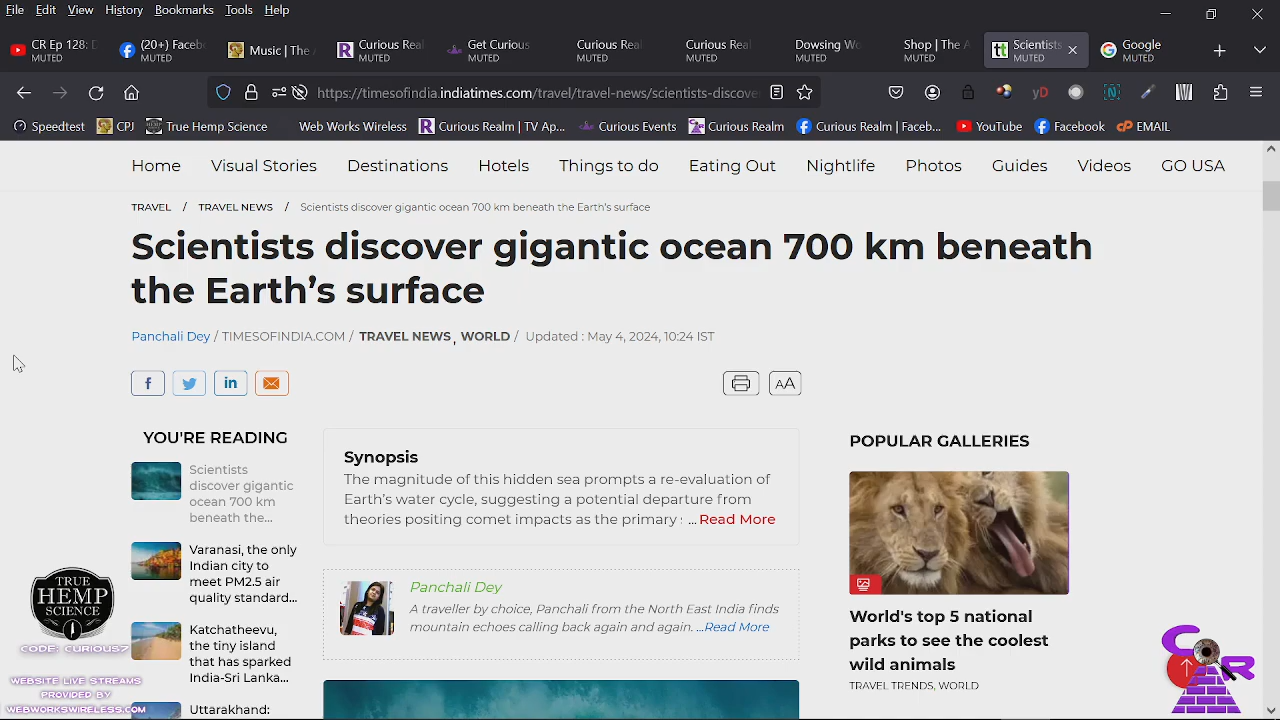 File Edit View History Bookmarks Tools Help
CR Ep 128: D
MUTED
(20+) Faceb
MUTED
Music | The A
Curious Real
MUTED
Get Curious
Curious Real
Curious Real
Dowsing Wo
Shop | The A
Scientists
MUTED
Google
MUTED
https://timesofindia.indiatimes.com/travel/travel-news/scientists-discove
Speedtest CPJ True Hemp Science Web Works Wireless Curious Realm | TV Ap... Curious Events Curious Realm Curious Realm | Faceb... YouTube Facebook EMAIL
Home Visual Stories Destinations Hotels Things to do Eating Out Nightlife Photos Guides Videos GO USA
TRAVEL / TRAVEL NEWS / Scientists discover gigantic ocean 700 km beneath the Earth's surface
Scientists discover gigantic ocean 700 km beneath
the Earth’s surface
Panchali Dey / TIMESOFINDIA.COM / TRAVEL NEWS, WORLD / Updated : May 4, 2024, 10:24 IST
AA
YOU'RE READING
Scientists
discover gigantic
ocean 700 km
beneath the...
Varanasi, the only
Indian city to
meet PM2.5 air
quality standard...
Katchatheevu,
the tiny island
that has sparked
India-Sri Lanka...
Uttarakhand:
Synopsis
The magnitude of this hidden sea prompts a re-evaluation of
Earth’s water cycle, suggesting a potential departure from
theories positing comet impacts as the primary ... Read More
Panchali Dey
A traveller by choice, Panchali from the North East India finds
mountain echoes calling back again and again. ...Read More
POPULAR GALLERIES
World's top 5 national
parks to see the coolest
wild animals
TRAVEL TRENDS, WORLD
TRUE
HEMP
SCIENCE
CODE: CURIOUS7
WEBSITE LIVE STREAMS
PROVIDED BY
WEBWORKSWIRELESS.COM
C R